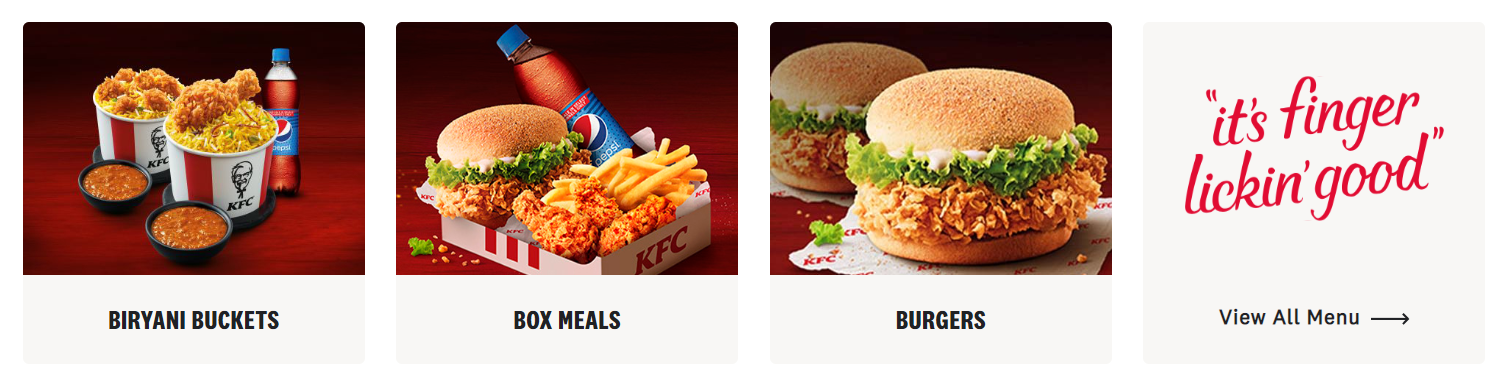 KFC
KFC
pepsi
BIRYANI BUCKETS
pepsi
KFC
KFC
BOX MEALS
KFC
KFC
BURGERS
“it’s finger
lickin’ good”
View All Menu